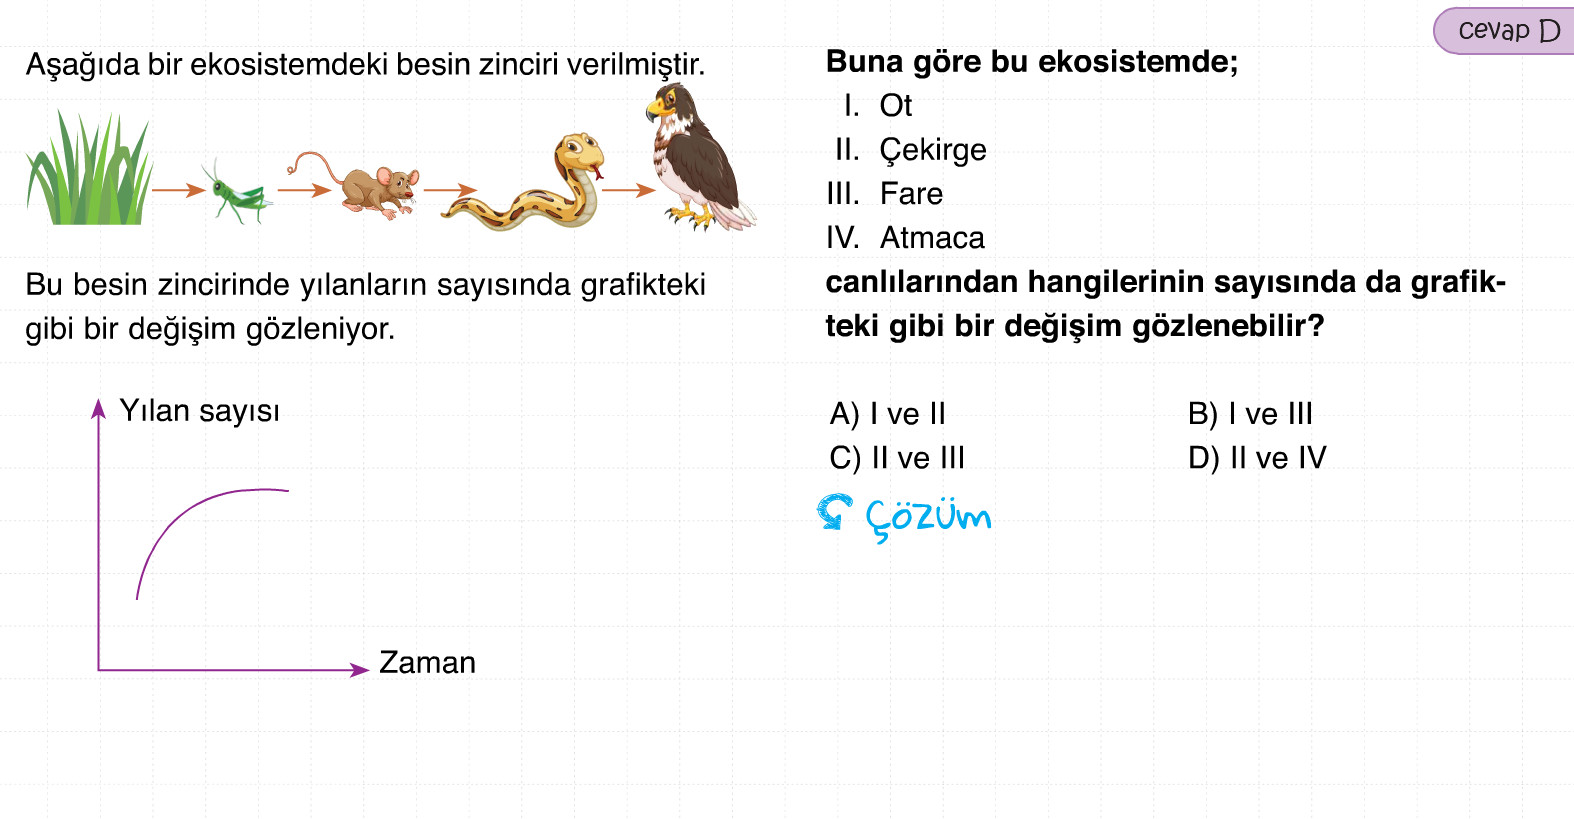 Aşağıda bir ekosistemdeki besin zinciri verilmiştir.
Bu besin zincirinde yılanların sayısında grafikteki
gibi bir değişim gözleniyor.
Yılan sayısı
Zaman
cevap D
Buna göre bu ekosistemde;
I. Ot
II. Çekirge
III. Fare
IV. Atmaca
canlılarından hangilerinin sayısında da grafik-
teki gibi bir değişim gözlenebilir?
A) I ve II
B) I ve III
C) II ve III
D) II ve IV
Çözüm